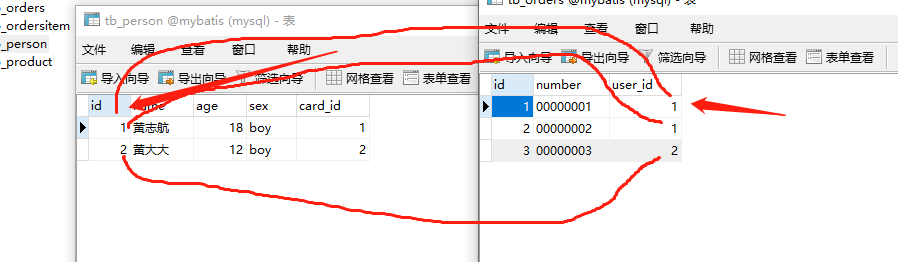 _orders
_ordersitem
_person
_product
tb_person @mybatis (mysql) - 表
文件 编辑 查看 窗口 帮助
导入向导 导出向导 筛选向导 网格查看 表单查看
id name age sex card_id
1 黄志航 18 boy 1
2 黄大大 12 boy 2
tb_orders @mybatis (mysql) - 表
文件 编辑 查看 窗口 帮助
导入向导 导出向导 筛选向导 网格查看 表单查看
id number user_id
1 00000001 1
2 00000002 1
3 00000003 2